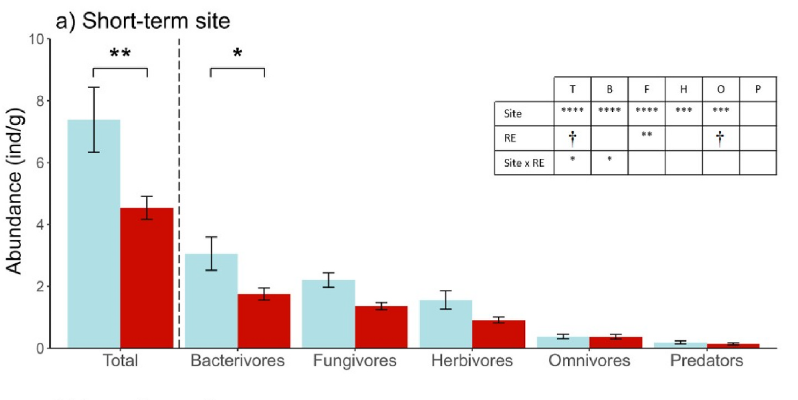 a) Short-term site
10
8
6
4
2
0
Abundance (ind/g)
** *
T B F H O P
Site **** **** **** *** ***
RE † ** †
Site x RE * *
Total Bacterivores Fungivores Herbivores Omnivores Predators